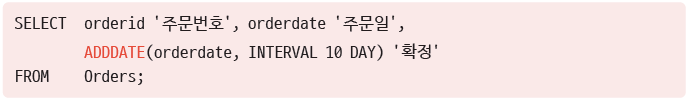 SELECT orderid '주문번호', orderdate '주문일',
ADDDATE(orderdate, INTERVAL 10 DAY) '확정'
FROM Orders;